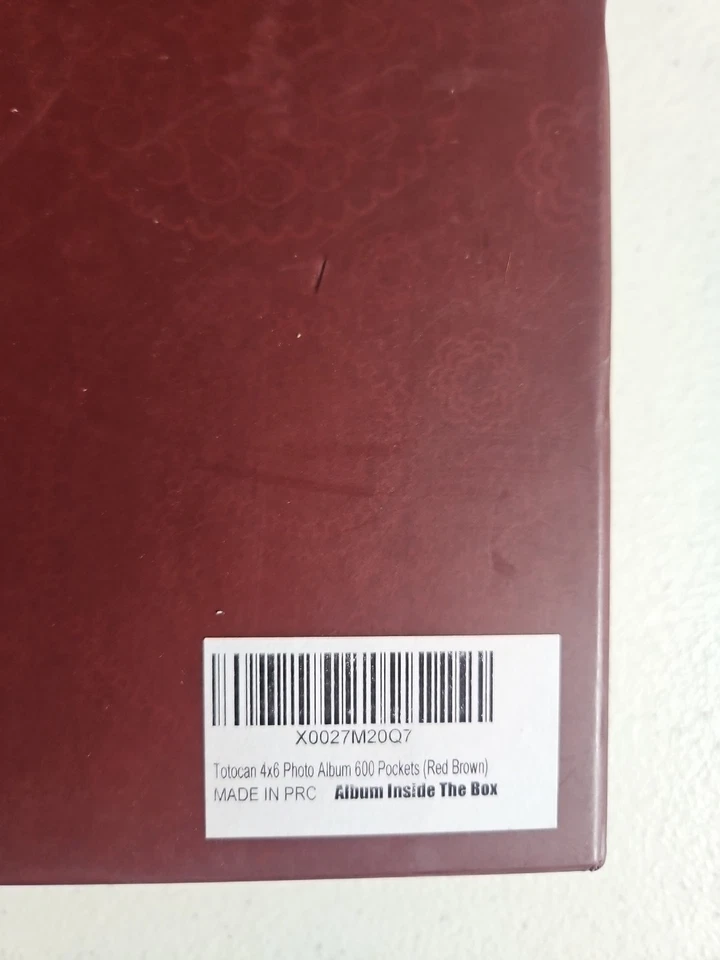 X0027M20Q7
Totocan 4x6 Photo Album 600 Pockets (Red Brown)
MADE IN PRC Album Inside The Box